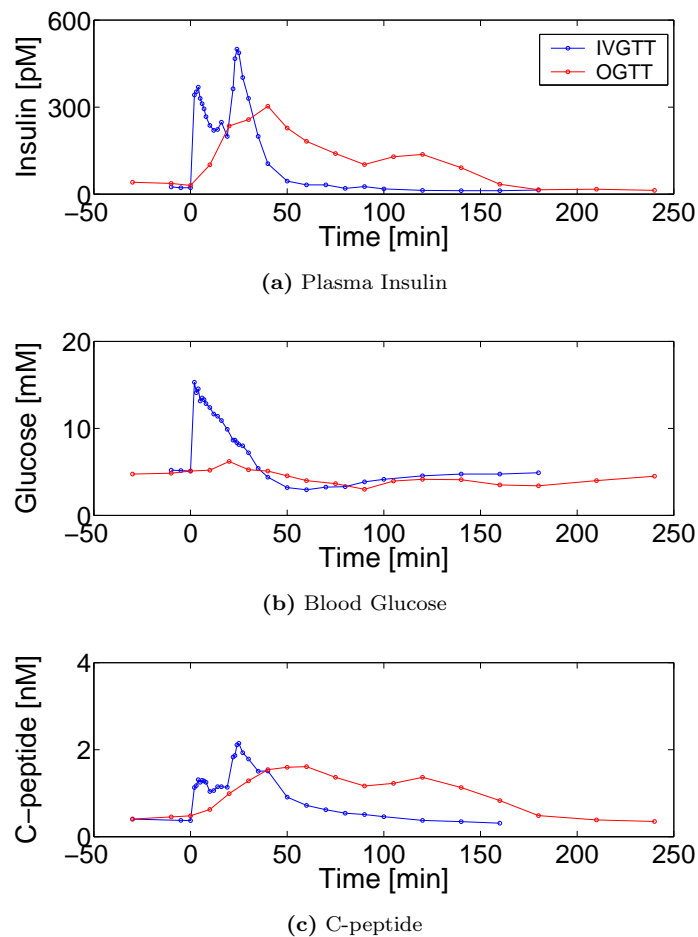 600
300
0
Insulin [pM]
IVGTT
OGTT
−50 0 50 100 150 200 250
Time [min]
(a) Plasma Insulin
20
10
0
Glucose [mM]
−50 0 50 100 150 200 250
Time [min]
(b) Blood Glucose
4
2
0
C−peptide [nM]
−50 0 50 100 150 200 250
Time [min]
(c) C-peptide